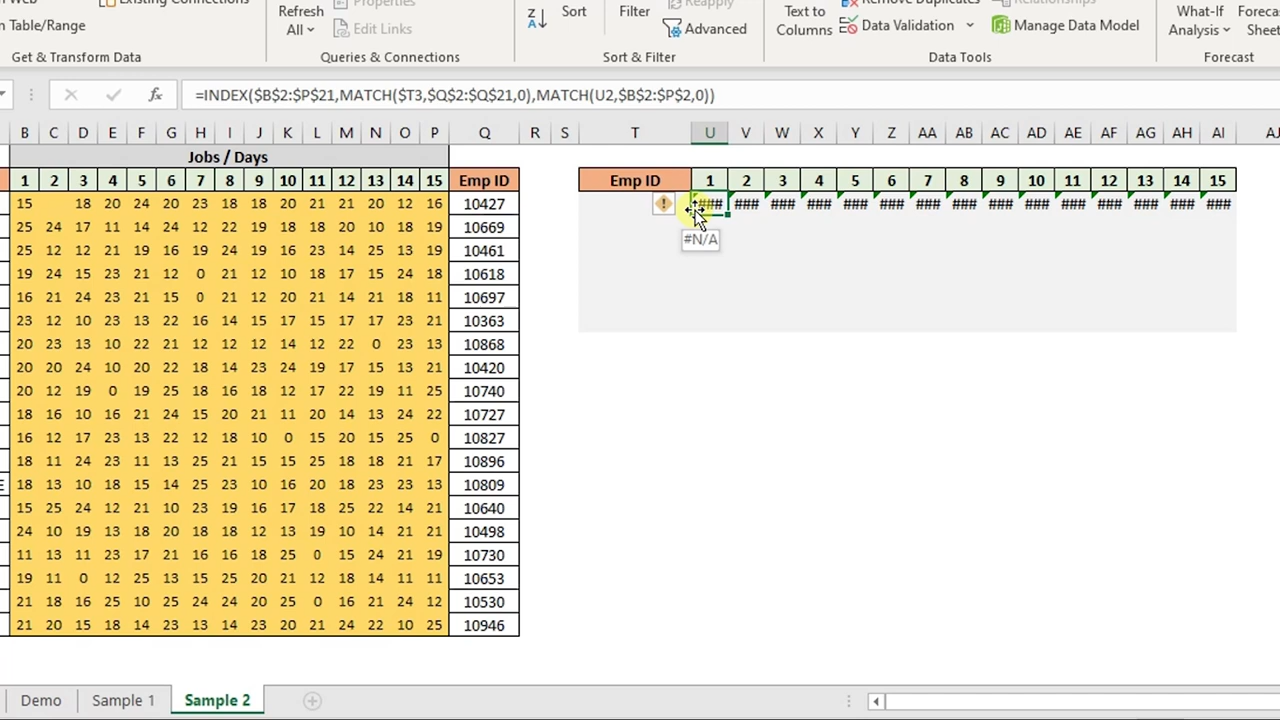 Existing Connections
Properties
Reapply
Remove Duplicates
Relationships
Table/Range
Refresh
All
Edit Links
Z
A
Sort
Filter
Advanced
Text to
Columns
Data Validation
Manage Data Model
What-If
Analysis
Foreca
Sheet
Get & Transform Data
Queries & Connections
Sort & Filter
Data Tools
Forecast
fx =INDEX($B$2:$P$21,MATCH($T3,$Q$2:$Q$21,0),MATCH(U2,$B$2:$P$2,0))
B C D E F G H I J K L M N O P Q R S T U V W X Y Z AA AB AC AD AE AF AG AH AI AJ
Jobs / Days
1 2 3 4 5 6 7 8 9 10 11 12 13 14 15 Emp ID Emp ID 1 2 3 4 5 6 7 8 9 10 11 12 13 14 15
15 18 20 24 20 23 18 18 20 21 21 20 12 16 10427 ! ### ### ### ### ### ### ### ### ### ### ### ### ### ### ###
25 24 17 11 14 24 12 22 19 18 18 20 10 18 19 10669
#N/A
25 12 12 21 19 16 19 24 19 16 23 14 25 13 19 10461
19 24 15 23 21 12 0 21 12 10 18 17 15 24 18 10618
16 21 24 23 21 15 0 21 12 20 21 14 21 18 11 10697
23 12 10 23 13 22 16 14 15 17 15 17 17 23 21 10363
20 23 13 10 22 21 12 12 12 14 12 22 0 23 13 10868
20 20 24 10 20 22 18 14 23 24 19 17 15 13 21 10420
20 12 19 0 19 25 18 16 18 12 17 22 19 11 25 10740
18 16 10 16 21 24 15 20 21 11 20 14 13 24 22 10727
16 12 17 23 13 22 12 18 10 0 15 20 15 25 0 10827
18 11 24 23 11 13 25 21 15 15 25 18 18 21 17 10896
E 18 13 10 18 15 14 25 23 10 16 20 18 23 23 13 10809
15 25 24 12 21 10 23 19 16 17 18 25 22 14 21 10640
24 10 19 13 18 20 18 18 12 13 19 10 14 21 21 10498
11 13 11 23 17 21 16 16 18 25 0 15 24 21 19 10730
19 11 0 12 25 13 15 25 20 21 12 18 14 11 11 10653
21 18 16 25 10 25 24 24 20 25 0 16 21 24 12 10530
21 20 15 18 14 23 13 14 23 20 21 24 22 10 25 10946
Demo Sample 1 Sample 2